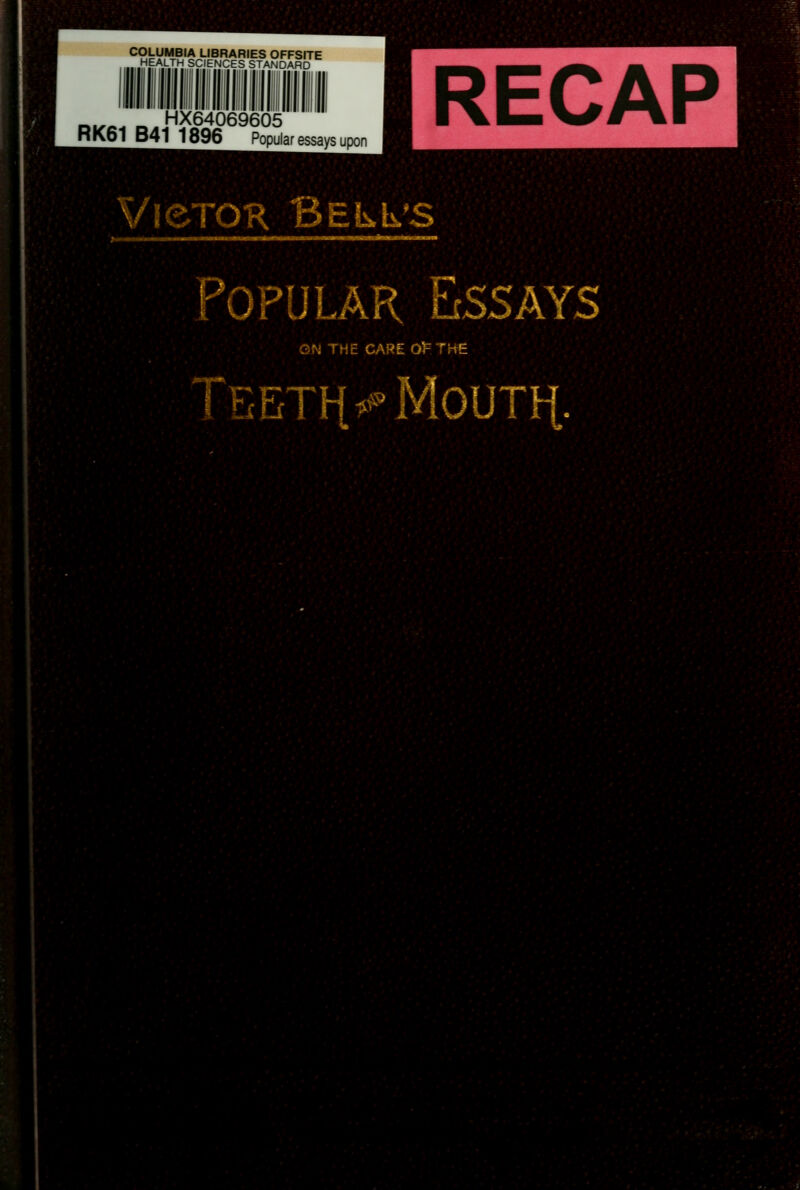 COLUMBIA LIBRARIES OFFSITE
HEALTH SCIENCES STANDARD
HX64069605
RK61 B41 1896 Popular essays upon
RECAP
VICTOR BELL'S
POPULAR ESSAYS
ON THE CARE OF THE
TEETH AND MOUTH.